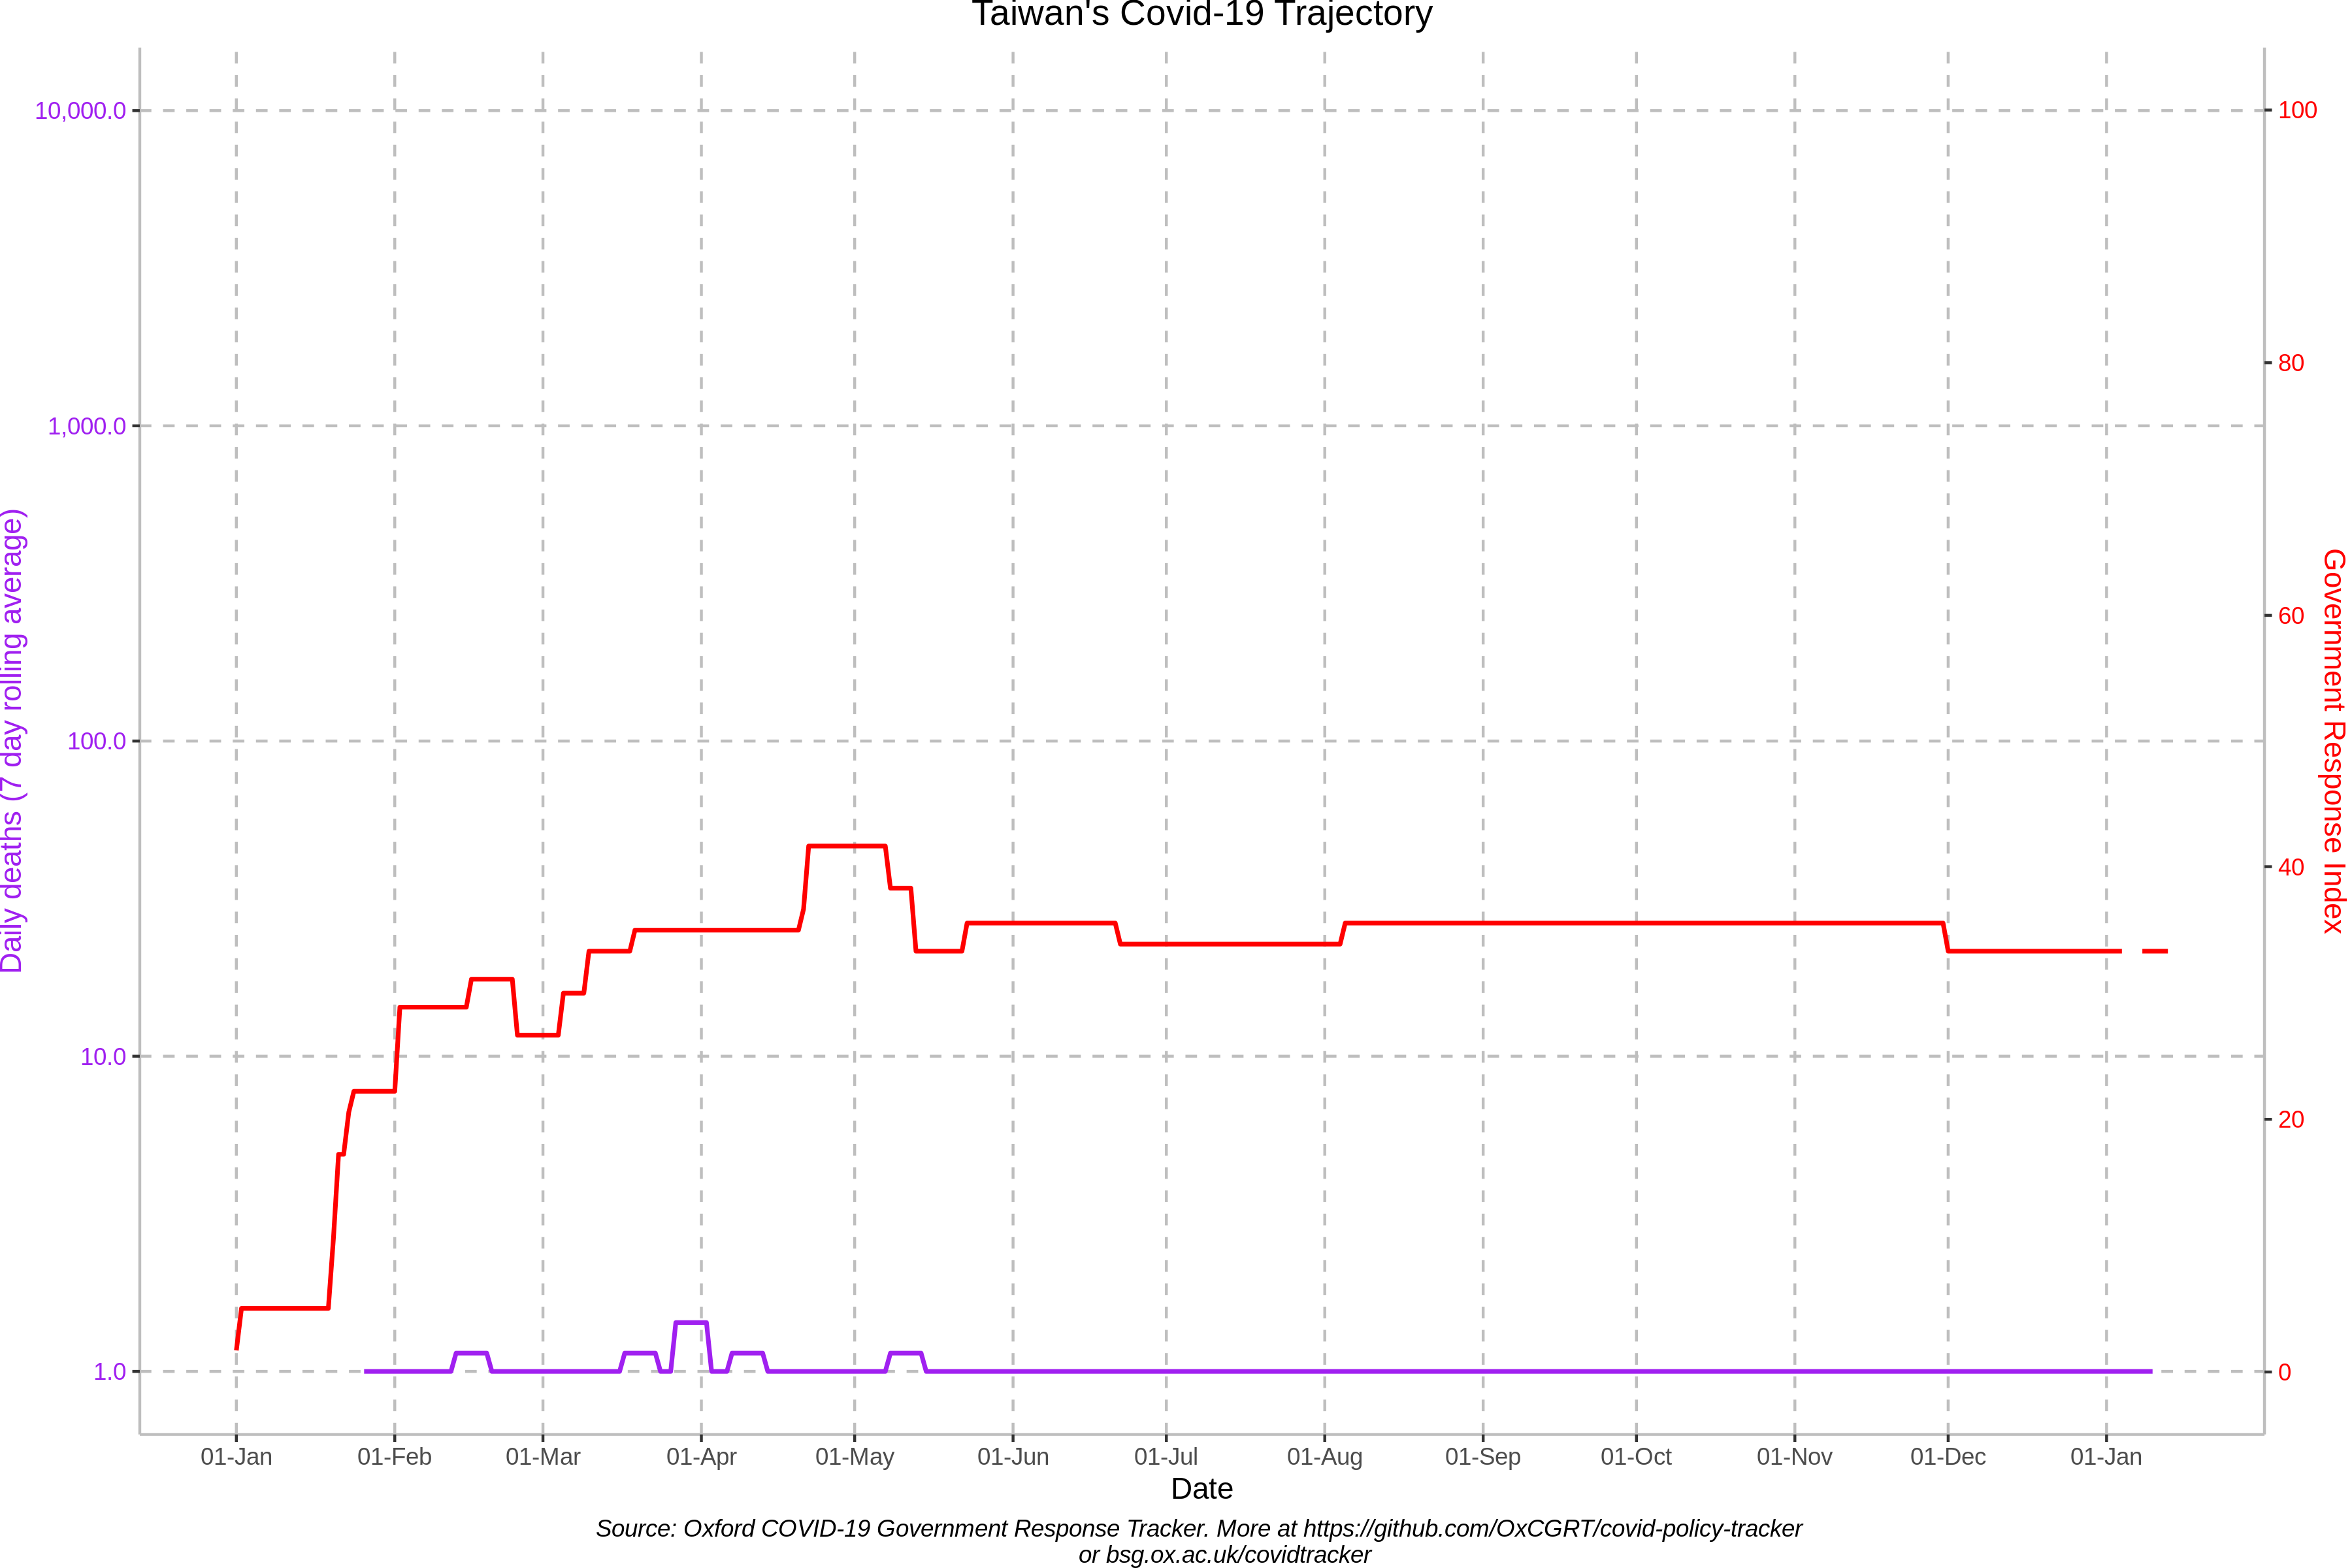 Taiwan's Covid-19 Trajectory
10,000.0
1,000.0
100.0
10.0
1.0
Daily deaths (7 day rolling average)
100
80
60
40
20
0
Government Response Index
01-Jan 01-Feb 01-Mar 01-Apr 01-May 01-Jun 01-Jul 01-Aug 01-Sep 01-Oct 01-Nov 01-Dec 01-Jan
Date
Source: Oxford COVID-19 Government Response Tracker. More at https://github.com/OxCGRT/covid-policy-tracker
or bsg.ox.ac.uk/covidtracker